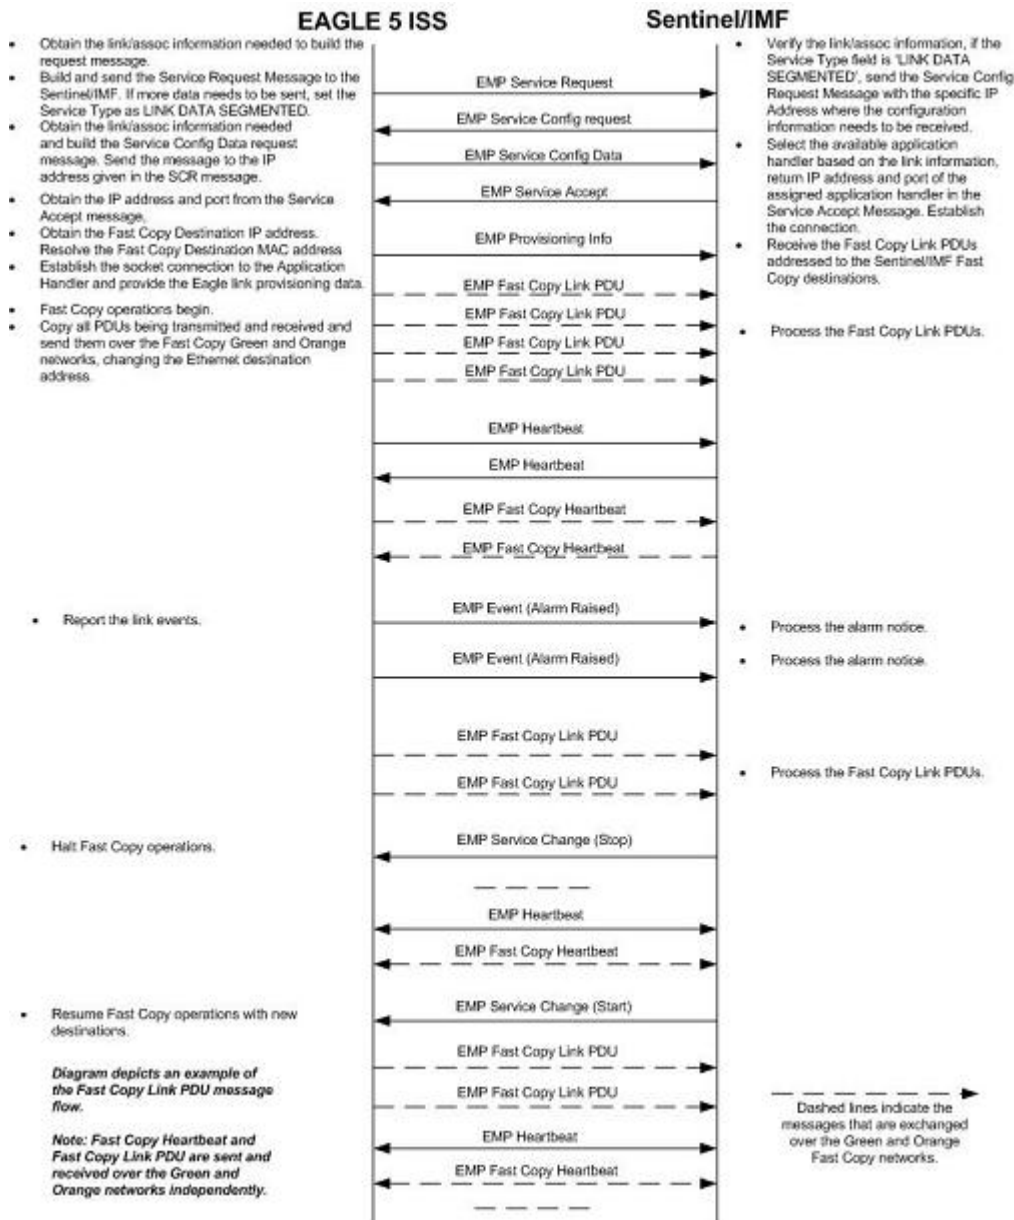 EAGLE 5 ISS
Sentinel/IMF
• Obtain the link/assoc information needed to build the
request message.
• Build and send the Service Request Message to the
Sentinel/IMF. If more data needs to be sent, set the
Service Type as LINK DATA SEGMENTED.
• Obtain the link/assoc information needed
and build the Service Config Data request
message. Send the message to the IP
address given in the SCR message.
• Obtain the IP address and port from the Service
Accept message,
• Obtain the Fast Copy Destination IP address.
Resolve the Fast Copy Destination MAC address
• Establish the socket connection to the Application
Handler and provide the Eagle link provisioning data.
• Fast Copy operations begin.
• Copy all PDUs being transmitted and received and
send them over the Fast Copy Green and Orange
networks, changing the Ethernet destination
address.
EMP Service Request
EMP Service Config request
EMP Service Config Data
EMP Service Accept
EMP Provisioning Info
EMP Fast Copy Link PDU
EMP Fast Copy Link PDU
EMP Fast Copy Link PDU
EMP Fast Copy Link PDU
• Verify the link/assoc information, if the
Service Type field is 'LINK DATA
SEGMENTED', send the Service Config
Request Message with the specific IP
Address where the configuration
information needs to be received.
• Select the available application
handler based on the link information,
return IP address and port of the
assigned application handler in the
Service Accept Message. Establish
the connection.
• Receive the Fast Copy Link PDUs
addressed to the Sentinel/IMF Fast
Copy destinations.
• Process the Fast Copy Link PDUs.
EMP Heartbeat
EMP Heartbeat
EMP Fast Copy Heartbeat
EMP Fast Copy Heartbeat
• Report the link events.
EMP Event (Alarm Raised)
• Process the alarm notice.
EMP Event (Alarm Raised)
• Process the alarm notice.
EMP Fast Copy Link PDU
EMP Fast Copy Link PDU
• Process the Fast Copy Link PDUs.
• Halt Fast Copy operations.
EMP Service Change (Stop)
EMP Heartbeat
EMP Fast Copy Heartbeat
• Resume Fast Copy operations with new
destinations.
EMP Service Change (Start)
EMP Fast Copy Link PDU
EMP Fast Copy Link PDU
EMP Heartbeat
EMP Fast Copy Heartbeat
Diagram depicts an example of
the Fast Copy Link PDU message
flow.
Note: Fast Copy Heartbeat and
Fast Copy Link PDU are sent and
received over the Green and
Orange networks independently.
Dashed lines indicate the
messages that are exchanged
over the Green and Orange
Fast Copy networks.